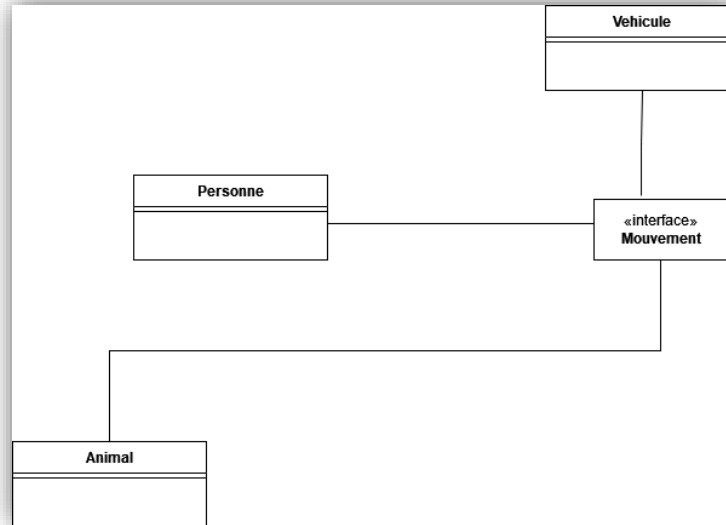 Vehicule
Personne
«interface»
Mouvement
Animal